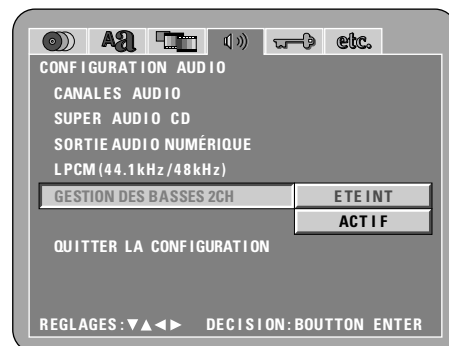 Aa etc.
CONFIGURATION AUDIO
CANALES AUDIO
SUPER AUDIO CD
SORTIE AUDIO NUMÉRIQUE
LPCM (44.1kHz/48kHz)
GESTION DES BASSES 2CH ETEINT
ACTIF
QUITTER LA CONFIGURATION
REGLAGES:▼▲◄► DECISION:BOUTTON ENTER